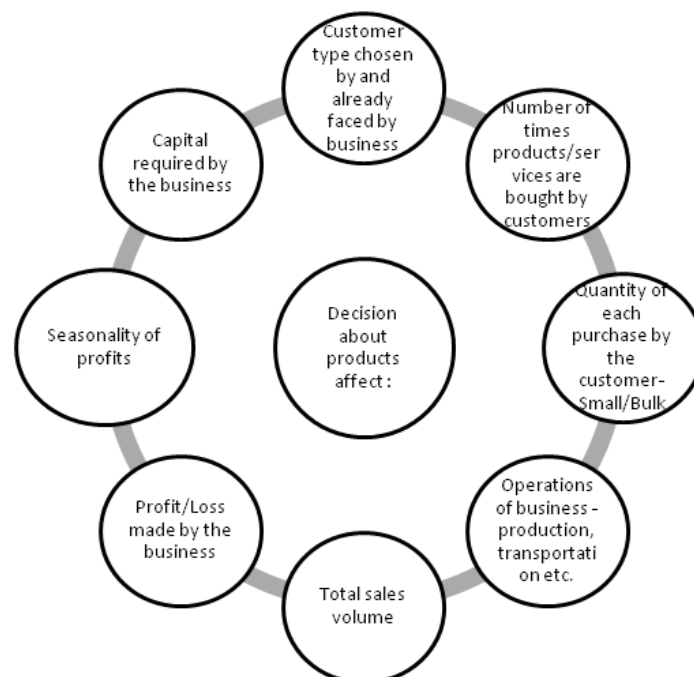 Customer
type chosen
by and
already
faced by
business
Number of
times
products/ser
vices are
bought by
customers
Quantity of
each
purchase by
the
customer-
Small/Bulk
Operations
of business -
production,
transportati
on etc.
Total sales
volume
Profit/Loss
made by the
business
Seasonality of
profits
Capital
required by
the business
Decision
about
products
affect :